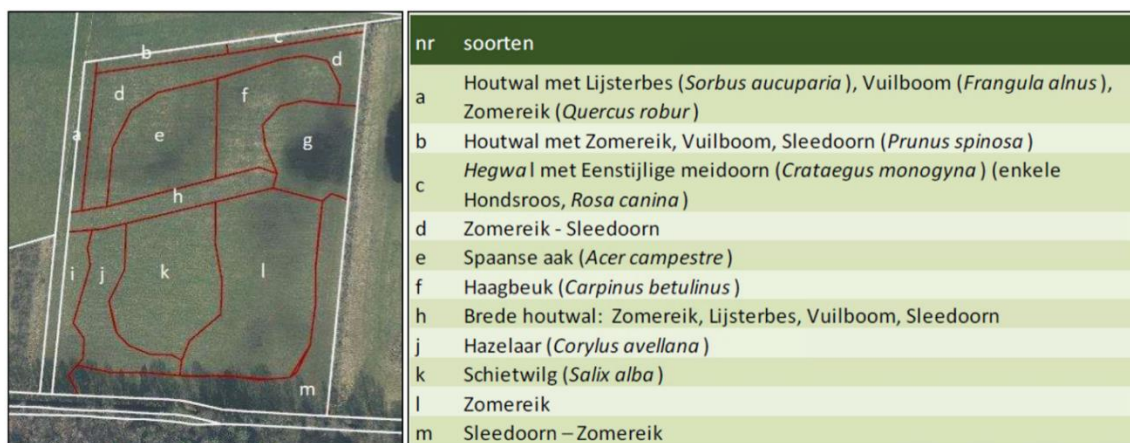 b
c
d
d
f
a
e
g
h
i
j
k
l
m
nr soorten
a Houtwal met Lijsterbes (Sorbus aucuparia), Vuilboom (Frangula alnus),
Zomereik (Quercus robur)
b Houtwal met Zomereik, Vuilboom, Sleedoorn (Prunus spinosa)
c Hegwal met Eenstijlige meidoorn (Crataegus monogyna) (enkele
Hondsroos, Rosa canina)
d Zomereik - Sleedoorn
e Spaanse aak (Acer campestre)
f Haagbeuk (Carpinus betulinus)
h Brede houtwal: Zomereik, Lijsterbes, Vuilboom, Sleedoorn
j Hazelaar (Corylus avellana)
k Schietwilg (Salix alba)
l Zomereik
m Sleedoorn – Zomereik